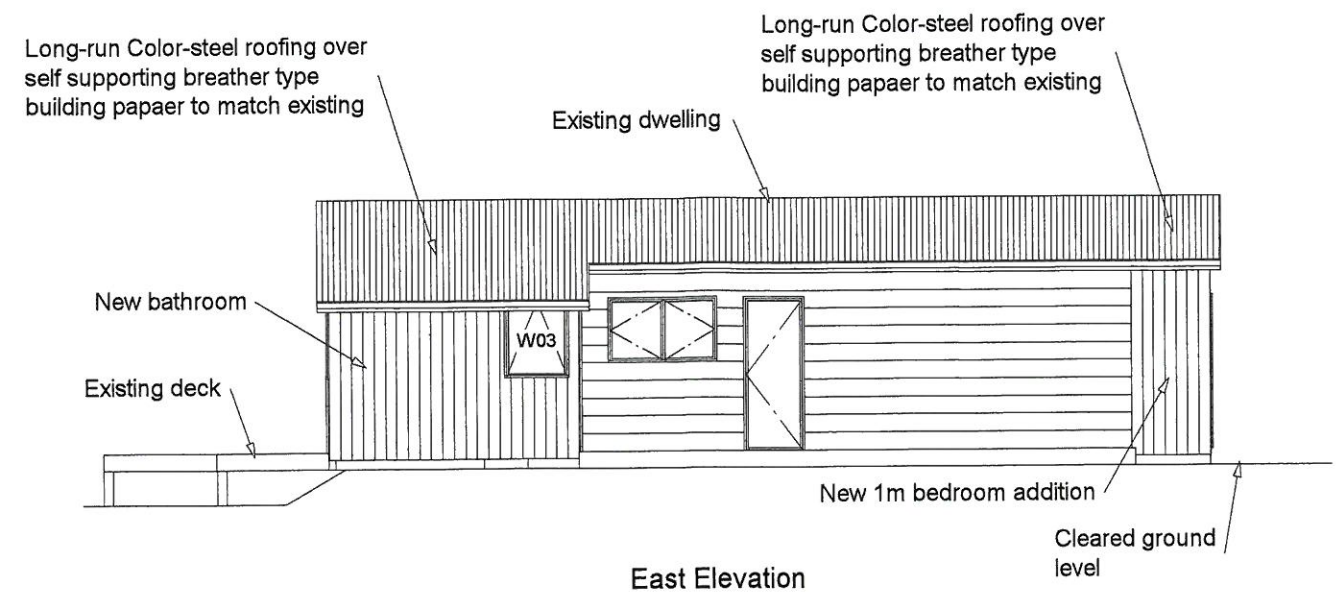 Long-run Color-steel roofing over
self supporting breather type
building papaer to match existing
Existing dwelling
Long-run Color-steel roofing over
self supporting breather type
building papaer to match existing
New bathroom
W03
Existing deck
New 1m bedroom addition
Cleared ground
level
East Elevation